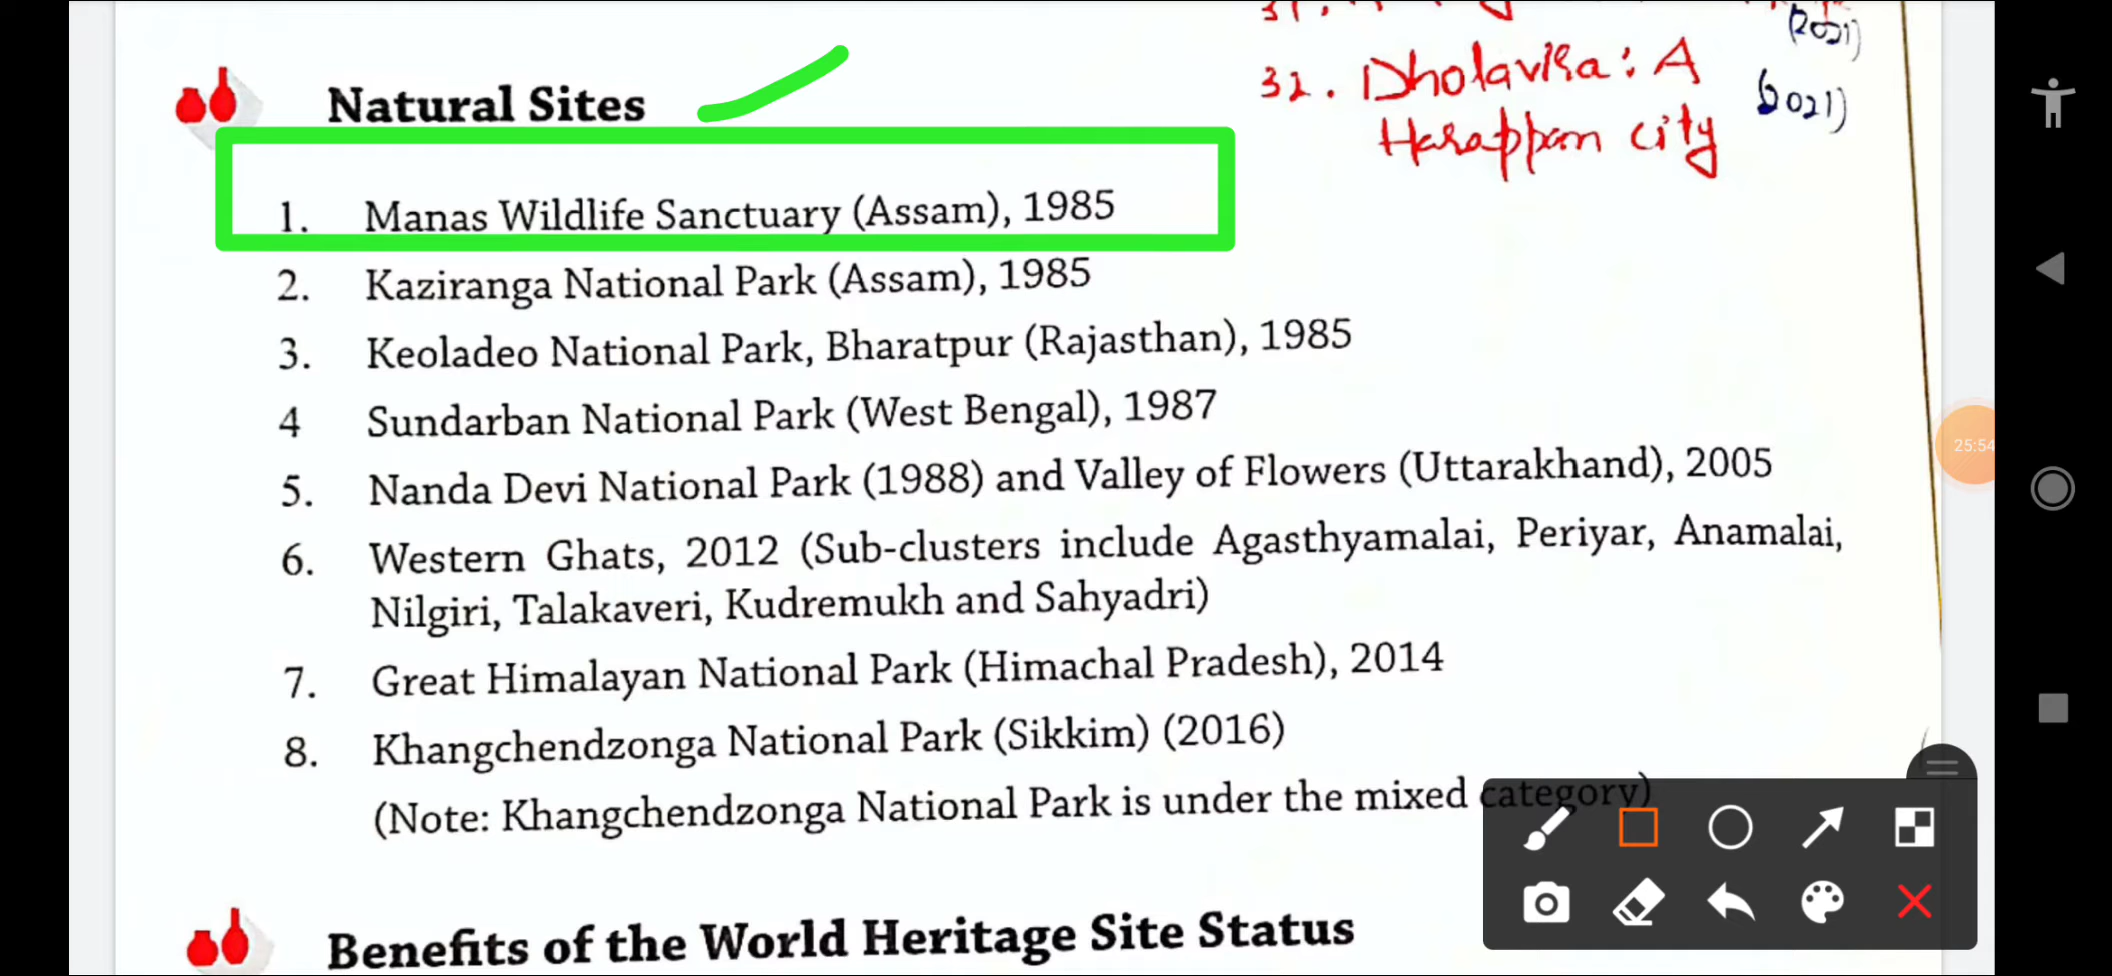 (2021)
32. Dholavira: A (2021)
Harappan city
Natural Sites
1. Manas Wildlife Sanctuary (Assam), 1985
2. Kaziranga National Park (Assam), 1985
3. Keoladeo National Park, Bharatpur (Rajasthan), 1985
4 Sundarban National Park (West Bengal), 1987
5. Nanda Devi National Park (1988) and Valley of Flowers (Uttarakhand), 2005
6. Western Ghats, 2012 (Sub-clusters include Agasthyamalai, Periyar, Anamalai,
Nilgiri, Talakaveri, Kudremukh and Sahyadri)
7. Great Himalayan National Park (Himachal Pradesh), 2014
8. Khangchendzonga National Park (Sikkim) (2016)
(Note: Khangchendzonga National Park is under the mixed category)
Benefits of the World Heritage Site Status
25:54